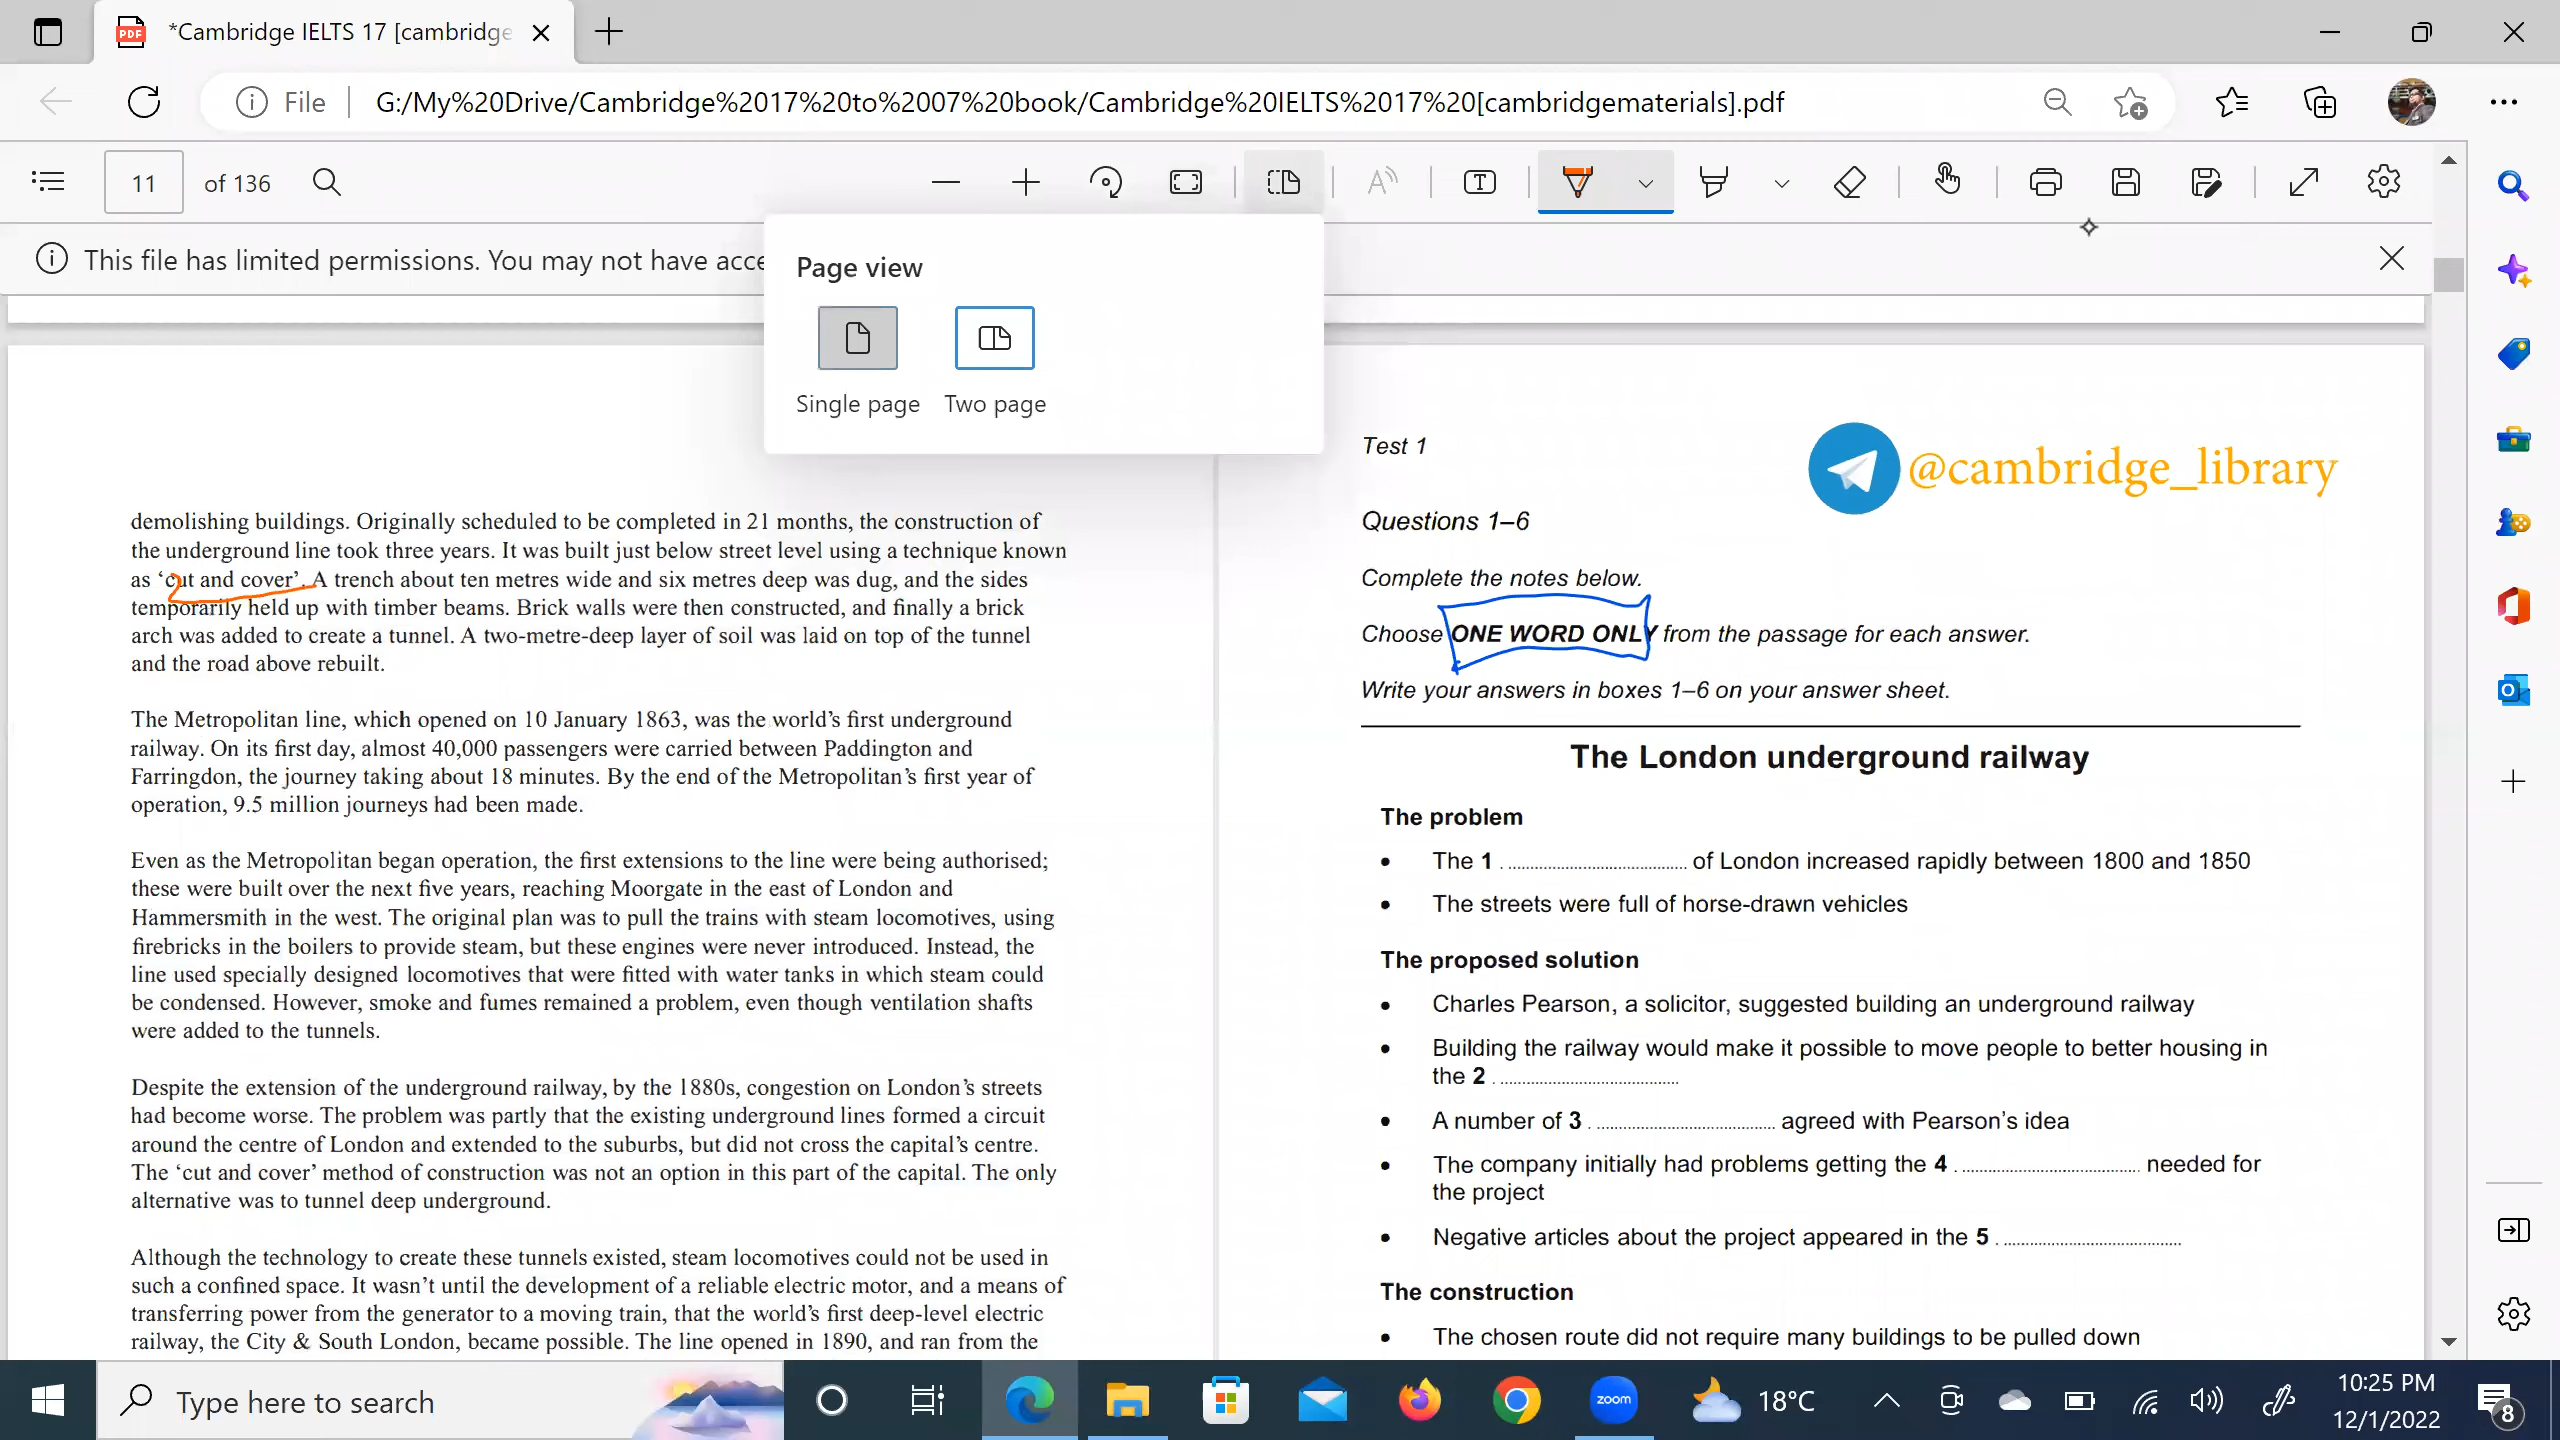 *Cambridge IELTS 17 [cambridge
File
G:/My%20Drive/Cambridge%2017%20to%2007%20book/Cambridge%20IELTS%2017%20[cambridgematerials].pdf
11
of 136
This file has limited permissions. You may not have acce
Page view
Single page
Two page
demolishing buildings. Originally scheduled to be completed in 21 months, the construction of
the underground line took three years. It was built just below street level using a technique known
as ‘cut and cover’. A trench about ten metres wide and six metres deep was dug, and the sides
temporarily held up with timber beams. Brick walls were then constructed, and finally a brick
arch was added to create a tunnel. A two-metre-deep layer of soil was laid on top of the tunnel
and the road above rebuilt.
The Metropolitan line, which opened on 10 January 1863, was the world’s first underground
railway. On its first day, almost 40,000 passengers were carried between Paddington and
Farringdon, the journey taking about 18 minutes. By the end of the Metropolitan’s first year of
operation, 9.5 million journeys had been made.
Even as the Metropolitan began operation, the first extensions to the line were being authorised;
these were built over the next five years, reaching Moorgate in the east of London and
Hammersmith in the west. The original plan was to pull the trains with steam locomotives, using
firebricks in the boilers to provide steam, but these engines were never introduced. Instead, the
line used specially designed locomotives that were fitted with water tanks in which steam could
be condensed. However, smoke and fumes remained a problem, even though ventilation shafts
were added to the tunnels.
Despite the extension of the underground railway, by the 1880s, congestion on London’s streets
had become worse. The problem was partly that the existing underground lines formed a circuit
around the centre of London and extended to the suburbs, but did not cross the capital’s centre.
The ‘cut and cover’ method of construction was not an option in this part of the capital. The only
alternative was to tunnel deep underground.
Although the technology to create these tunnels existed, steam locomotives could not be used in
such a confined space. It wasn’t until the development of a reliable electric motor, and a means of
transferring power from the generator to a moving train, that the world’s first deep-level electric
railway, the City & South London, became possible. The line opened in 1890, and ran from the
Test 1
@cambridge_library
Questions 1–6
Complete the notes below.
Choose ONE WORD ONLY from the passage for each answer.
Write your answers in boxes 1–6 on your answer sheet.
The London underground railway
The problem
• The 1 .............................. of London increased rapidly between 1800 and 1850
• The streets were full of horse-drawn vehicles
The proposed solution
• Charles Pearson, a solicitor, suggested building an underground railway
• Building the railway would make it possible to move people to better housing in
the 2 ..............................
• A number of 3 .............................. agreed with Pearson’s idea
• The company initially had problems getting the 4 .............................. needed for
the project
• Negative articles about the project appeared in the 5 ..............................
The construction
• The chosen route did not require many buildings to be pulled down
Type here to search
zoom
18°C
10:25 PM
12/1/2022
8